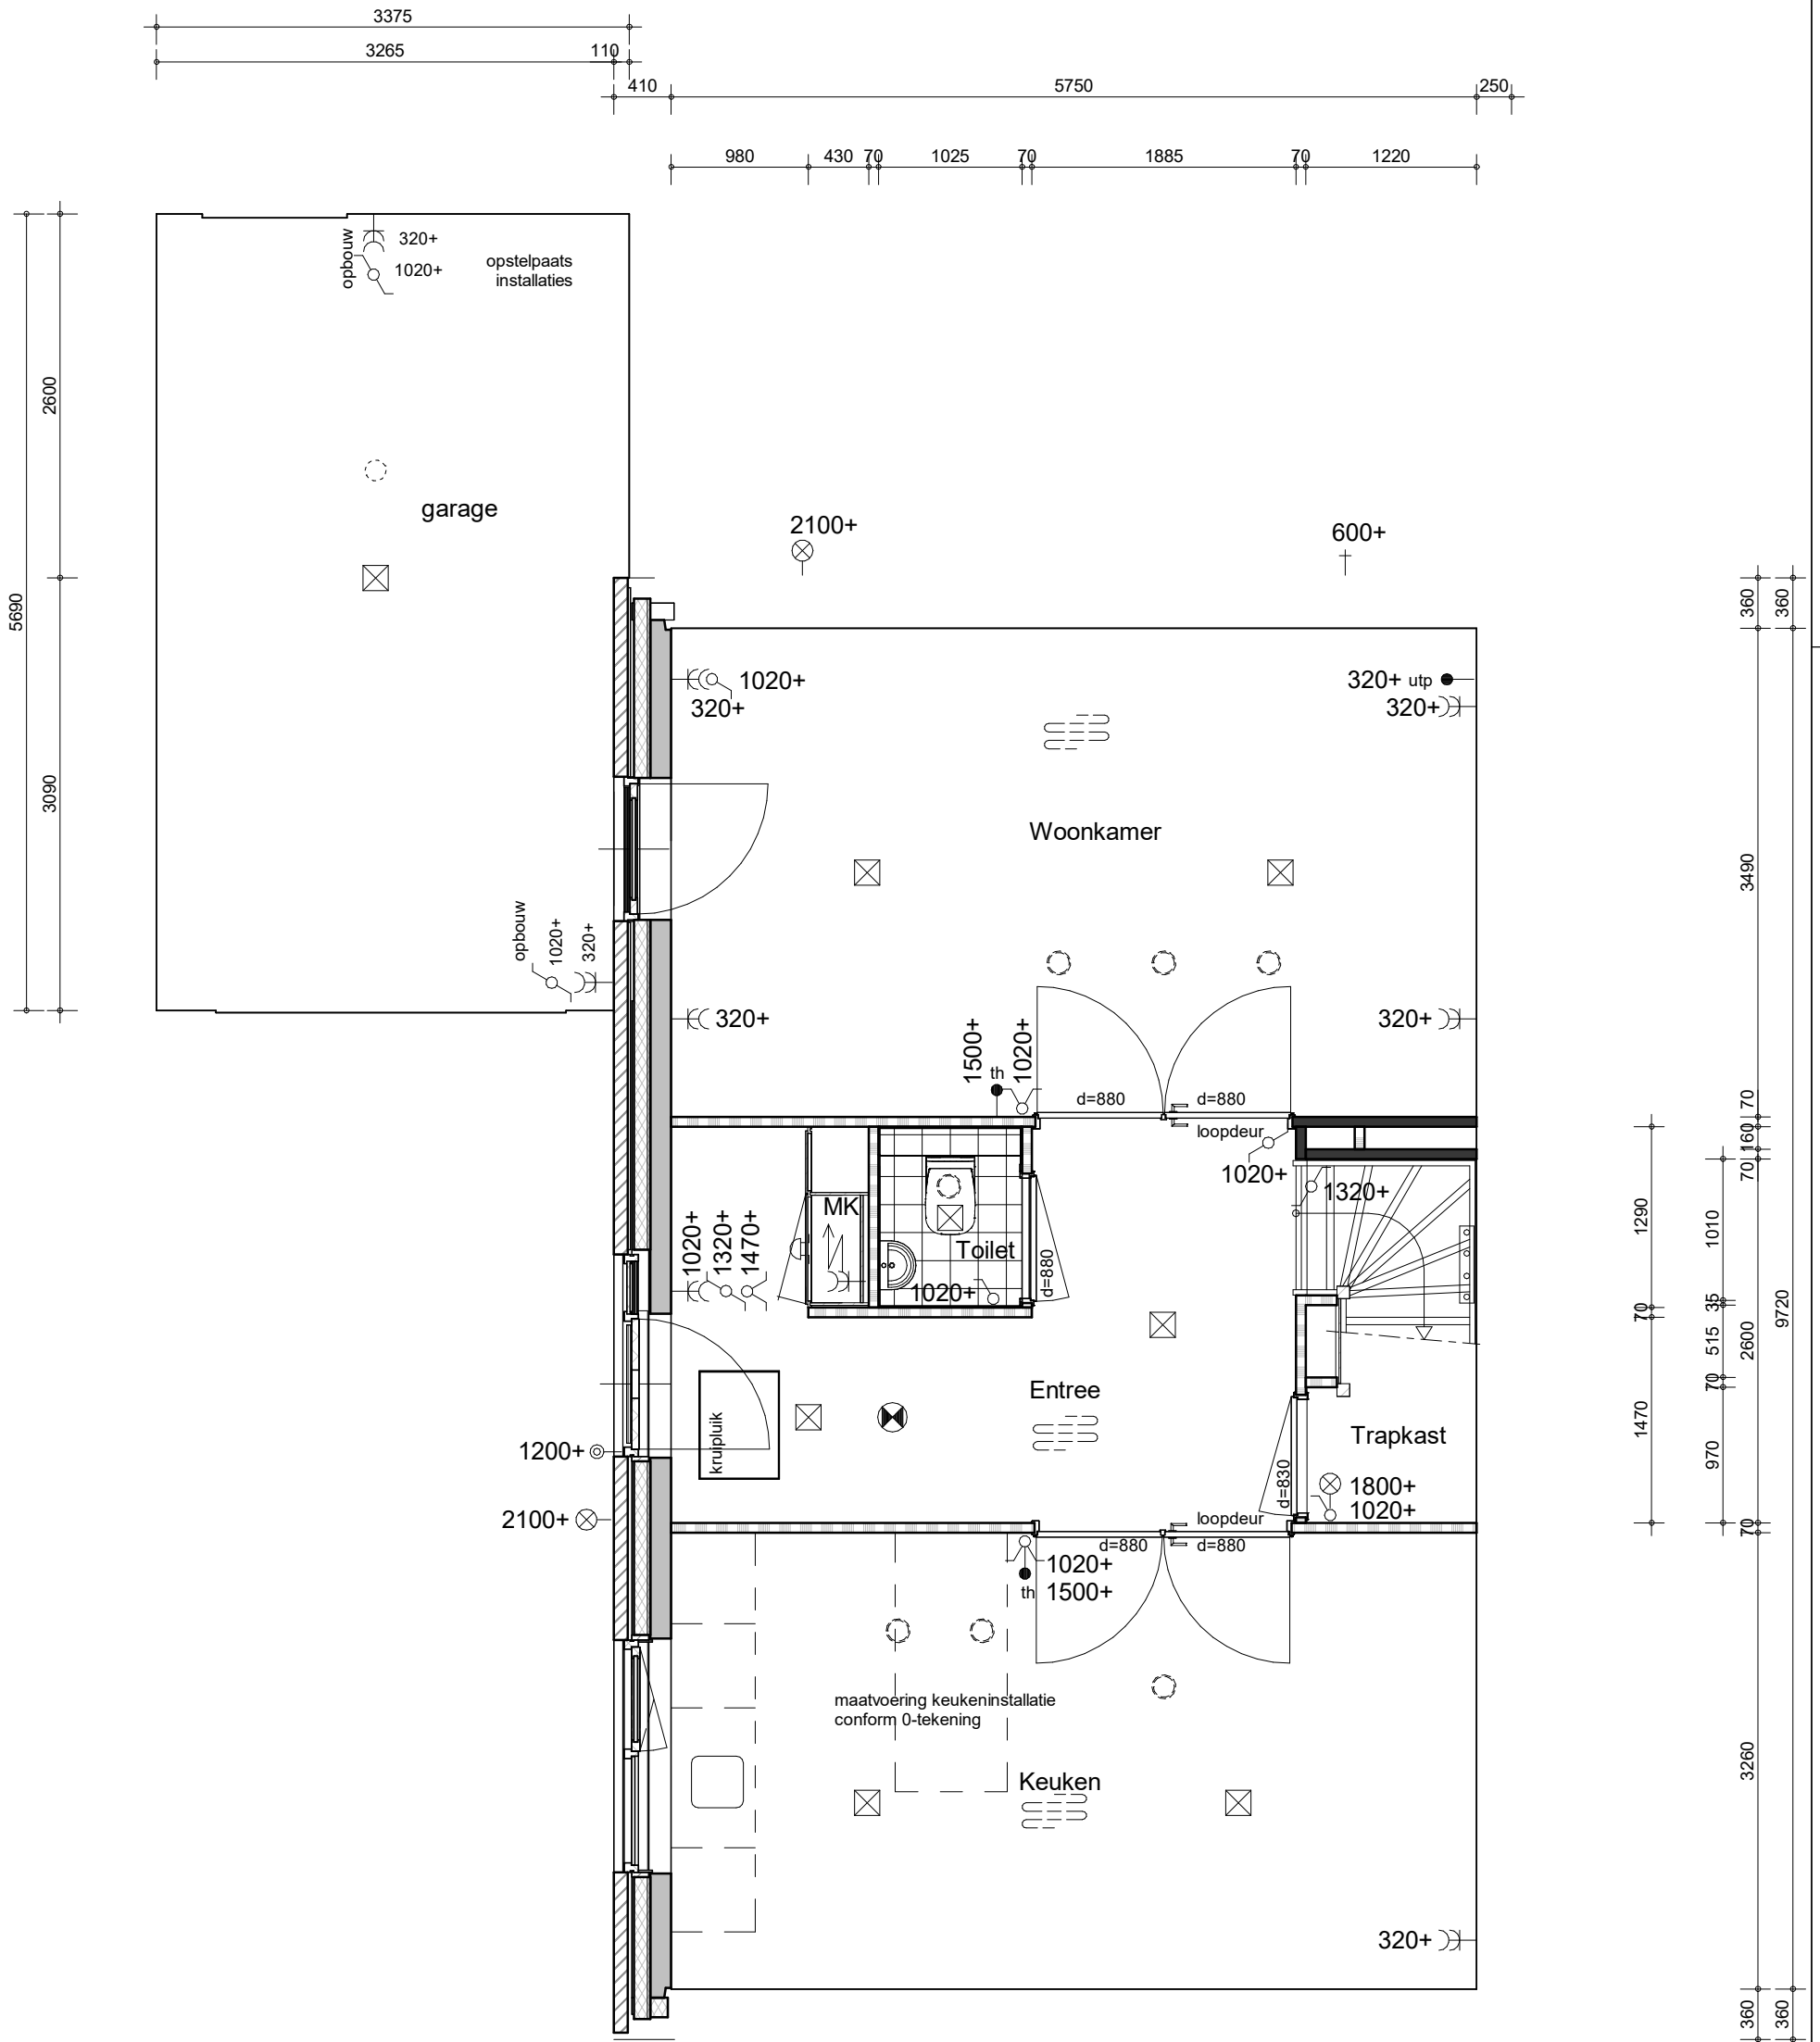 3375
3265
110
410
5750
250
980
430
70
1025
70
1885
70
1220
opbouw
320+
1020+
opstelpaats
installaties
2600
garage
2100+
600+
5690
3090
360
360
1020+
320+
320+ utp
320+
Woonkamer
3490
opbouw
1020+
320+
320+
320+
1500+
th
1020+
d=880
d=880
loopdeur
70
160
70
1020+
1320+
MK
1020+
1320+
1470+
Toilet
1020+
d=880
1290
1010
35
70
515
2600
9720
70
Entree
kruipluik
Trapkast
1470
970
1200+
d=830
1800+
1020+
2100+
loopdeur
d=880
d=880
70
1020+
th
1500+
maatvoering keukeninstallatie
conform 0-tekening
Keuken
3260
320+
360
360